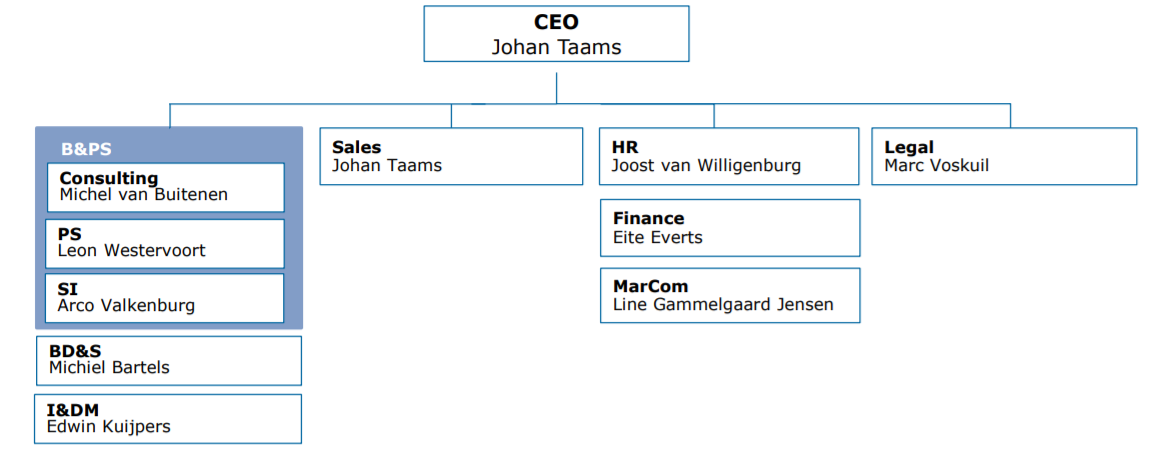 CEO
Johan Taams
B&PS
Consulting
Michel van Buitenen
PS
Leon Westervoort
SI
Arco Valkenburg
BD&S
Michiel Bartels
I&DM
Edwin Kuijpers
Sales
Johan Taams
HR
Joost van Willigenburg
Finance
Eite Everts
MarCom
Line Gammelgaard Jensen
Legal
Marc Voskuil